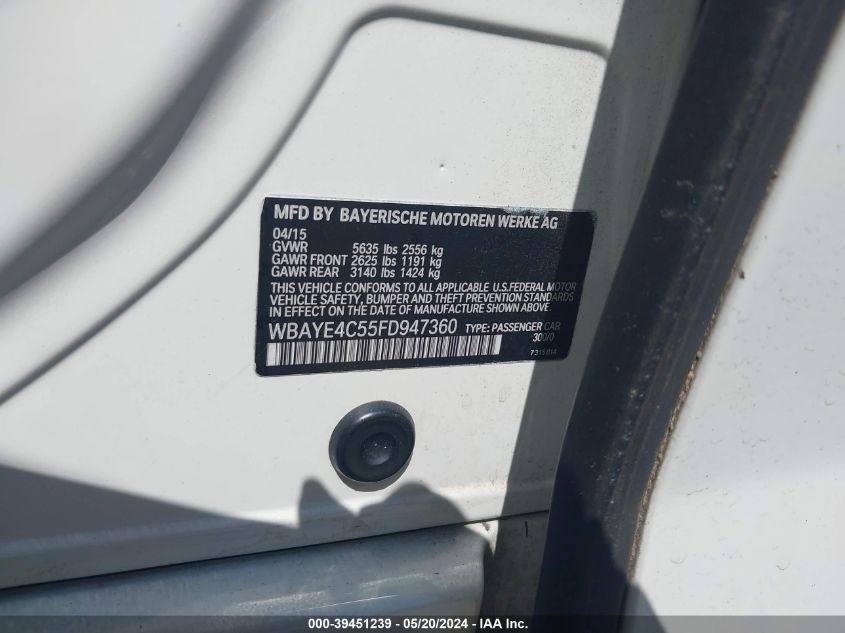 MFD BY BAYERISCHE MOTOREN WERKE AG
04/15
GVWR 5635 lbs 2556 kg
GAWR FRONT 2625 lbs 1191 kg
GAWR REAR 3140 lbs 1424 kg
THIS VEHICLE CONFORMS TO ALL APPLICABLE U.S.FEDERAL MOTOR
VEHICLE SAFETY, BUMPER AND THEFT PREVENTION STANDARDS
IN EFFECT ON THE DATE OF MANUFACTURE SHOWN ABOVE.
WBAYE4C55FD947360 TYPE: PASSENGER CAR
300/0
7315814
000-39451239 - 05/20/2024 - IAA Inc.